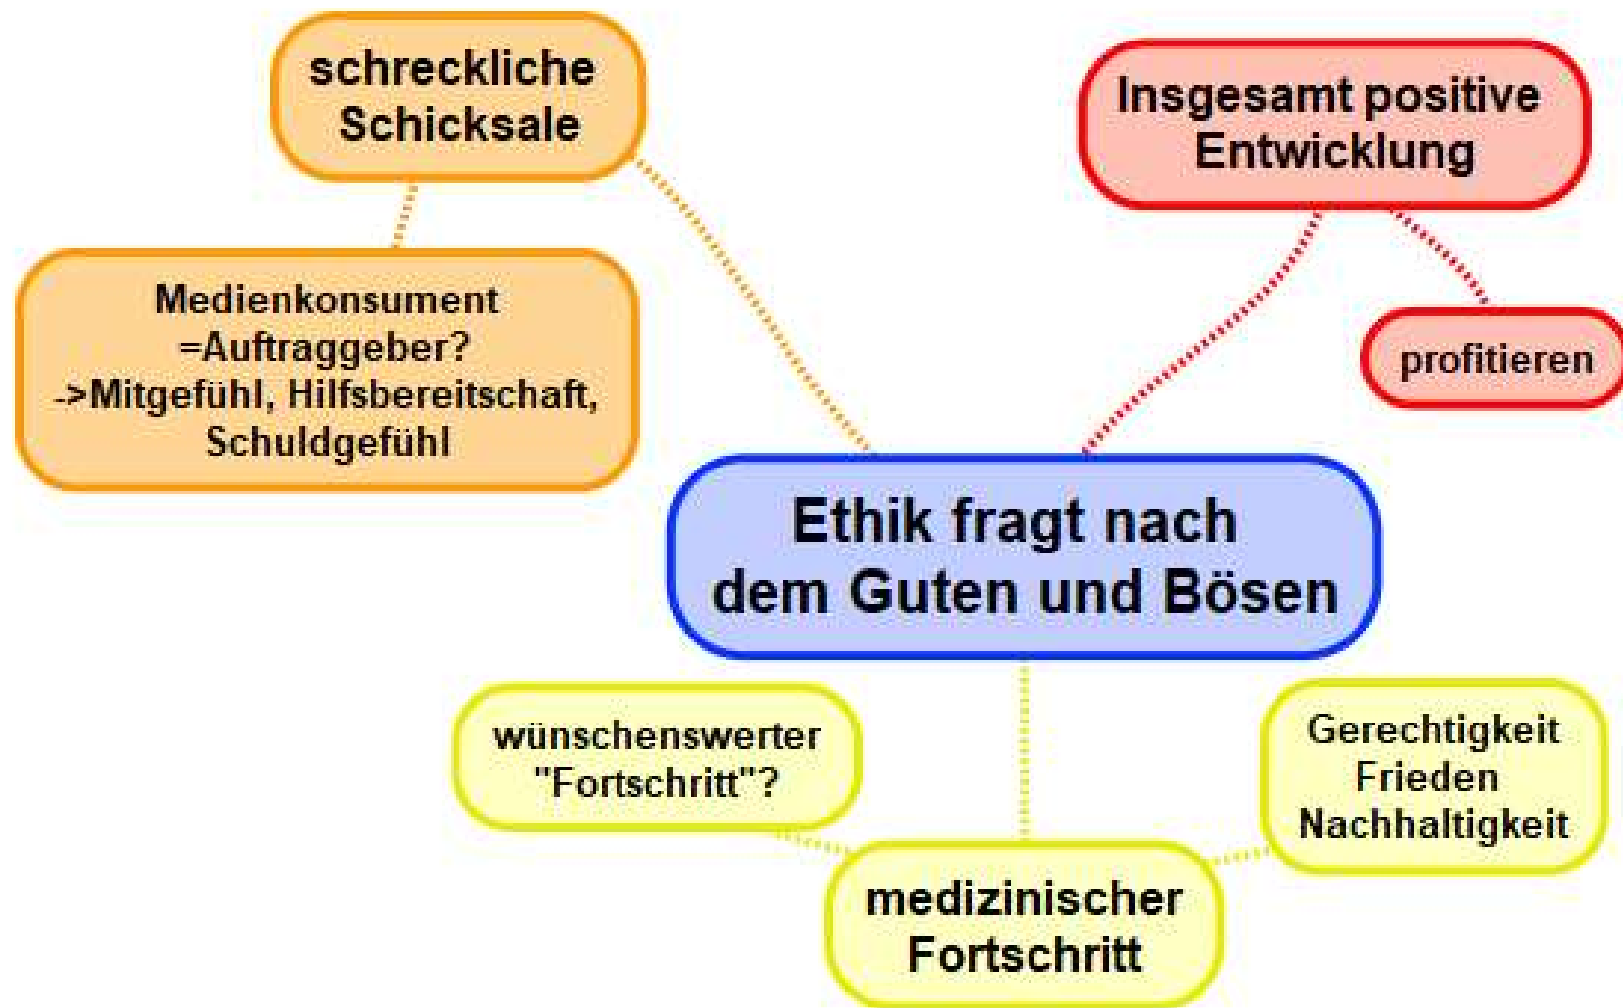 schreckliche
Schicksale
Insgesamt positive
Entwicklung
Medienkonsument
=Auftraggeber?
->Mitgefühl, Hilfsbereitschaft,
Schuldgefühl
profitieren
Ethik fragt nach
dem Guten und Bösen
wünschenswerter
"Fortschritt"?
Gerechtigkeit
Frieden
Nachhaltigkeit
medizinischer
Fortschritt